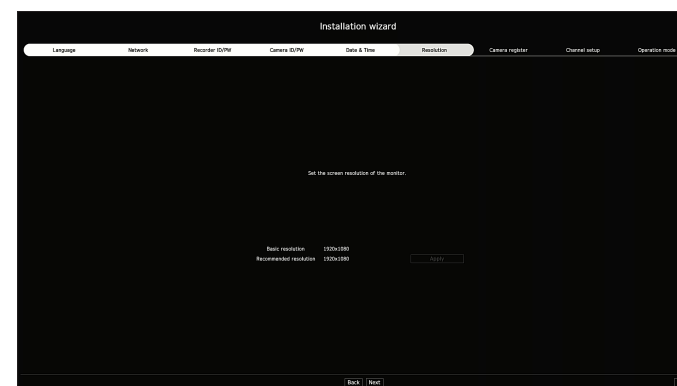 Installation wizard
Language Network Recorder ID/PW Camera ID/PW Date & Time Resolution Camera register Channel setup Operation mode
Set the screen resolution of the monitor.
Basic resolution 1920x1080
Recommended resolution 1920x1080 Apply
Back Next